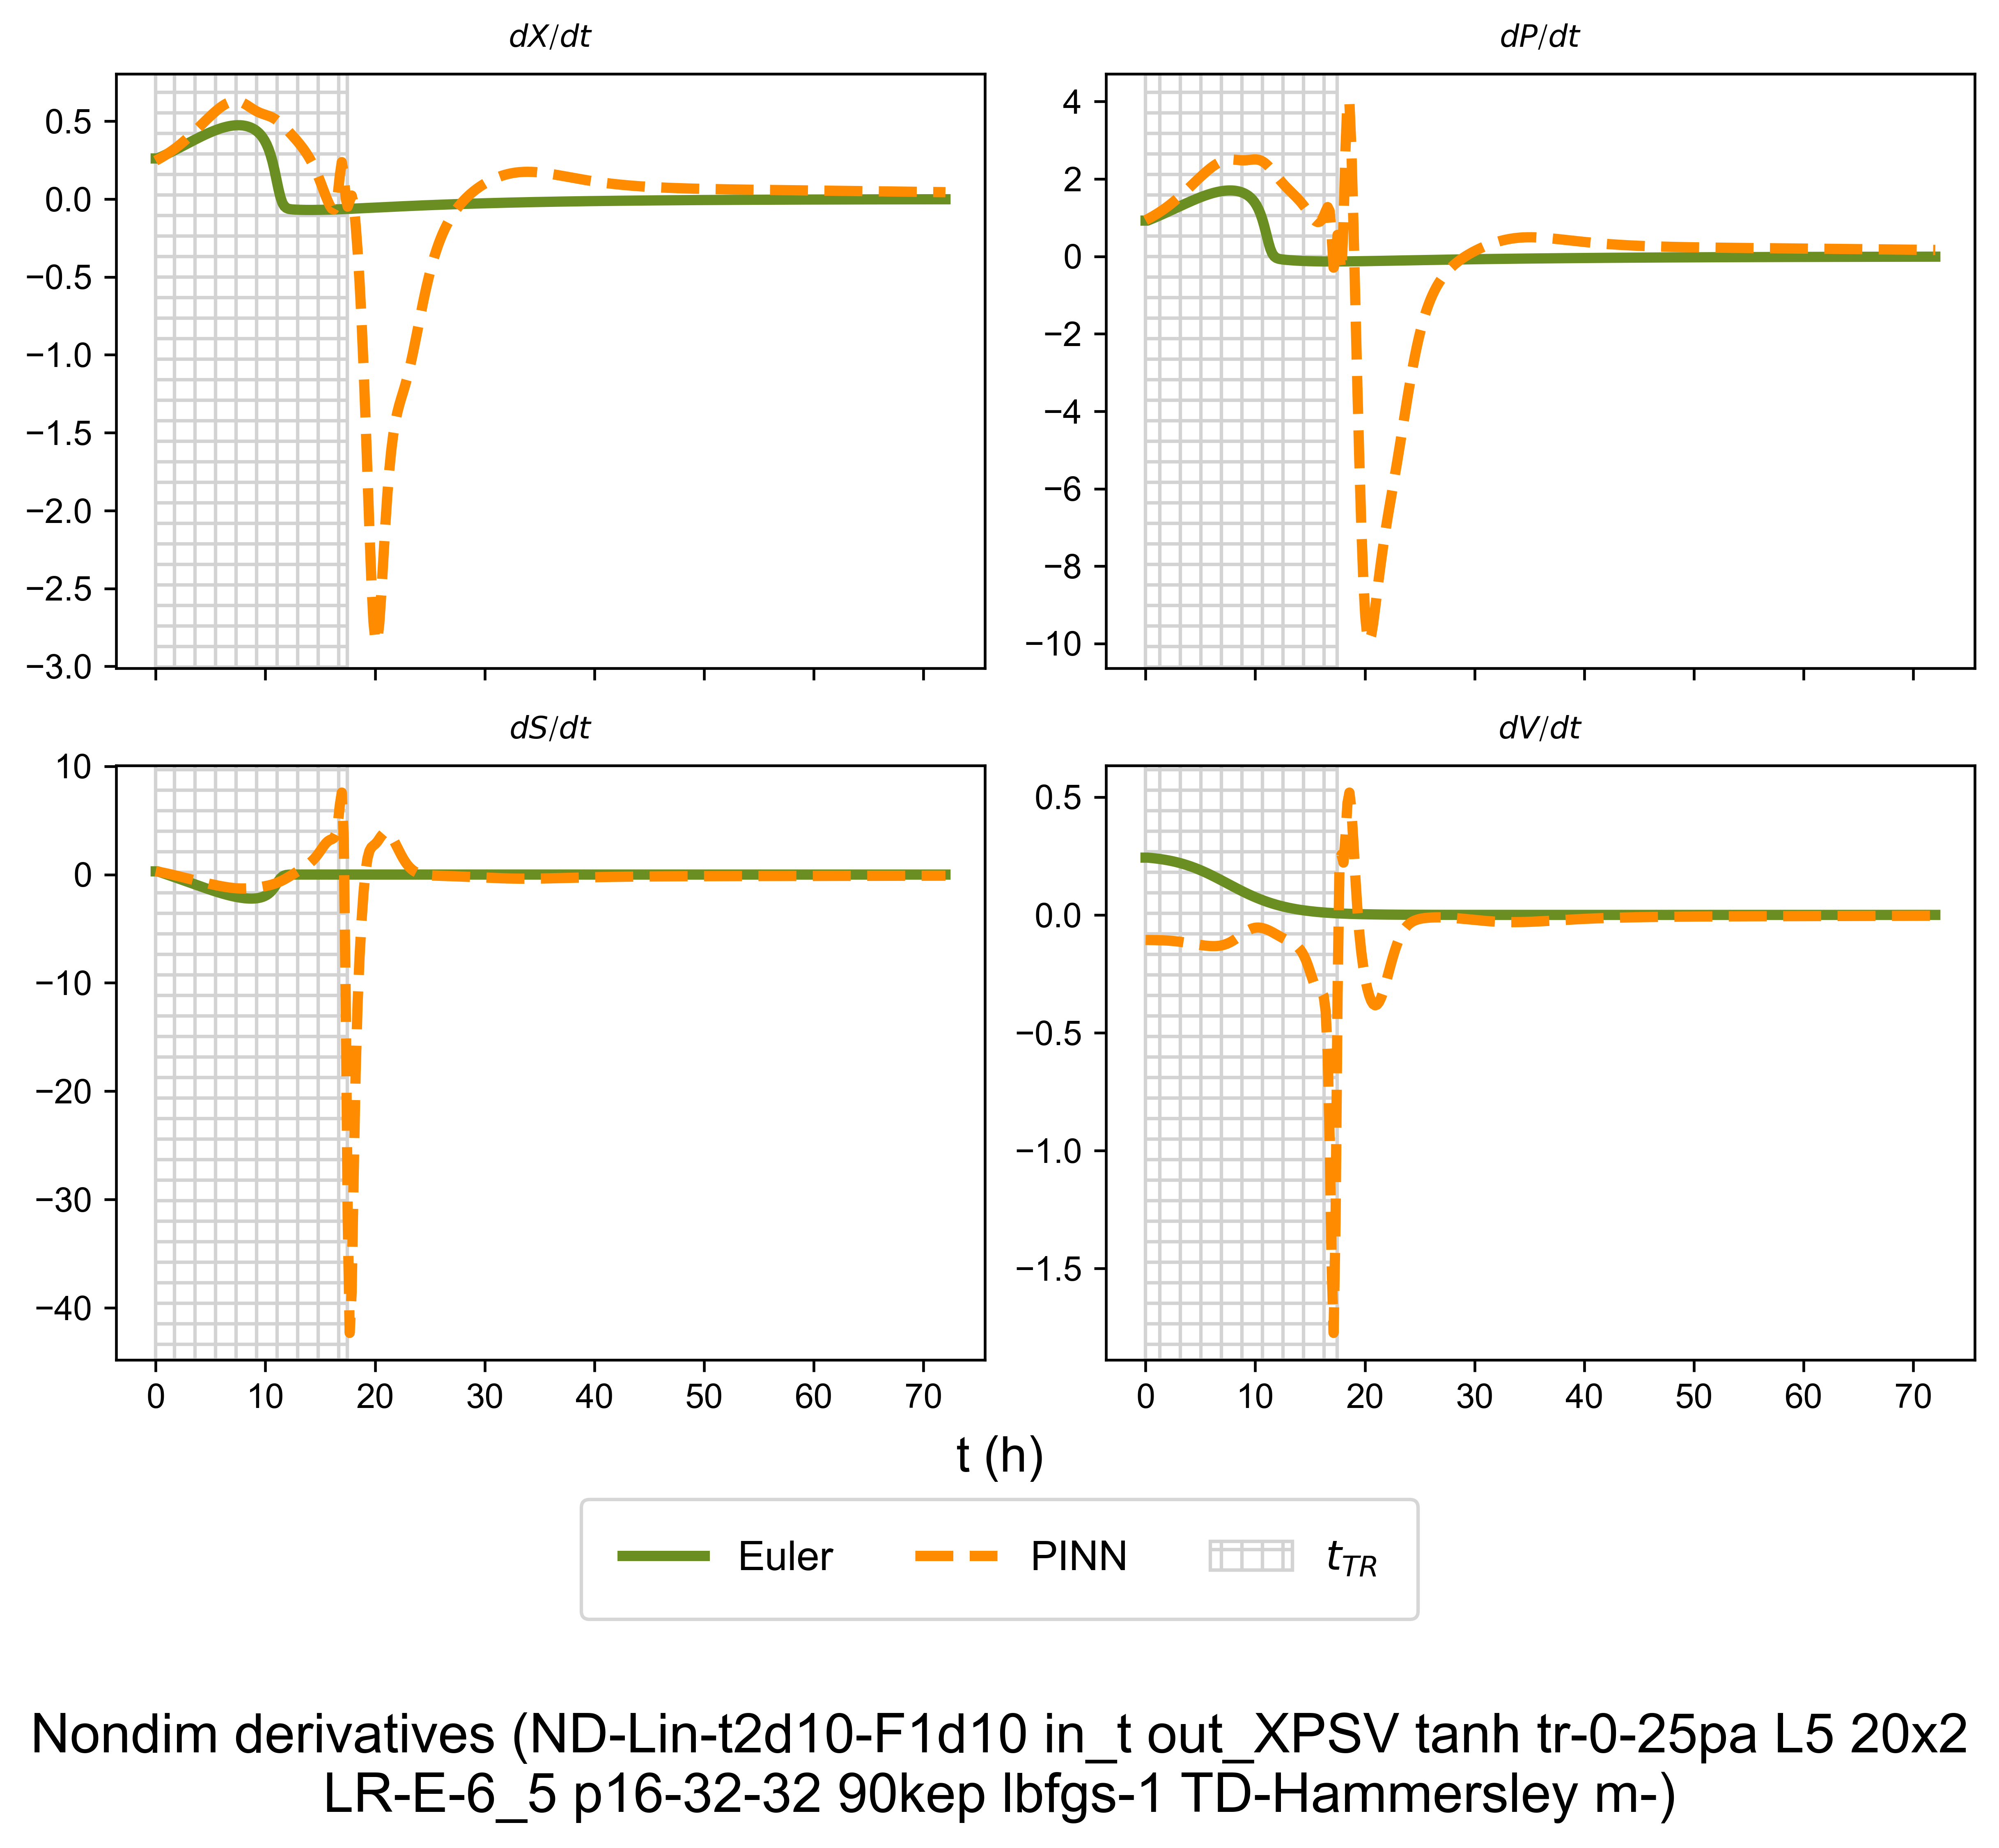 dX/dt
dP/dt
0.5
0.0
−0.5
−1.0
−1.5
−2.0
−2.5
−3.0
4
2
0
−2
−4
−6
−8
−10
dS/dt
dV/dt
10
0
−10
−20
−30
−40
0 10 20 30 40 50 60 70
0.5
0.0
−0.5
−1.0
−1.5
0 10 20 30 40 50 60 70
t (h)
Euler PINN t_{TR}
Nondim derivatives (ND-Lin-t2d10-F1d10 in_t out_XPSV tanh tr-0-25pa L5 20x2
LR-E-6_5 p16-32-32 90kep lbfgs-1 TD-Hammersley m-)